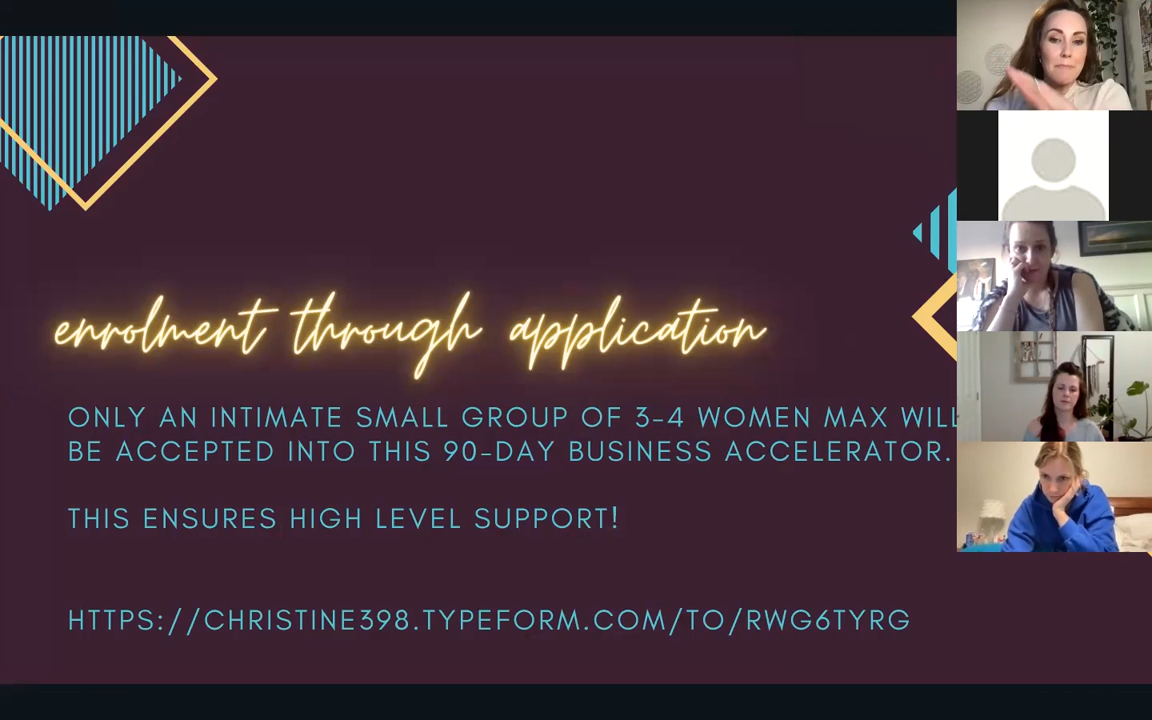 enrolment through application
ONLY AN INTIMATE SMALL GROUP OF 3-4 WOMEN MAX WILL
BE ACCEPTED INTO THIS 90-DAY BUSINESS ACCELERATOR.
THIS ENSURES HIGH LEVEL SUPPORT!
HTTPS://CHRISTINE398.TYPEFORM.COM/TO/RWG6TYRG